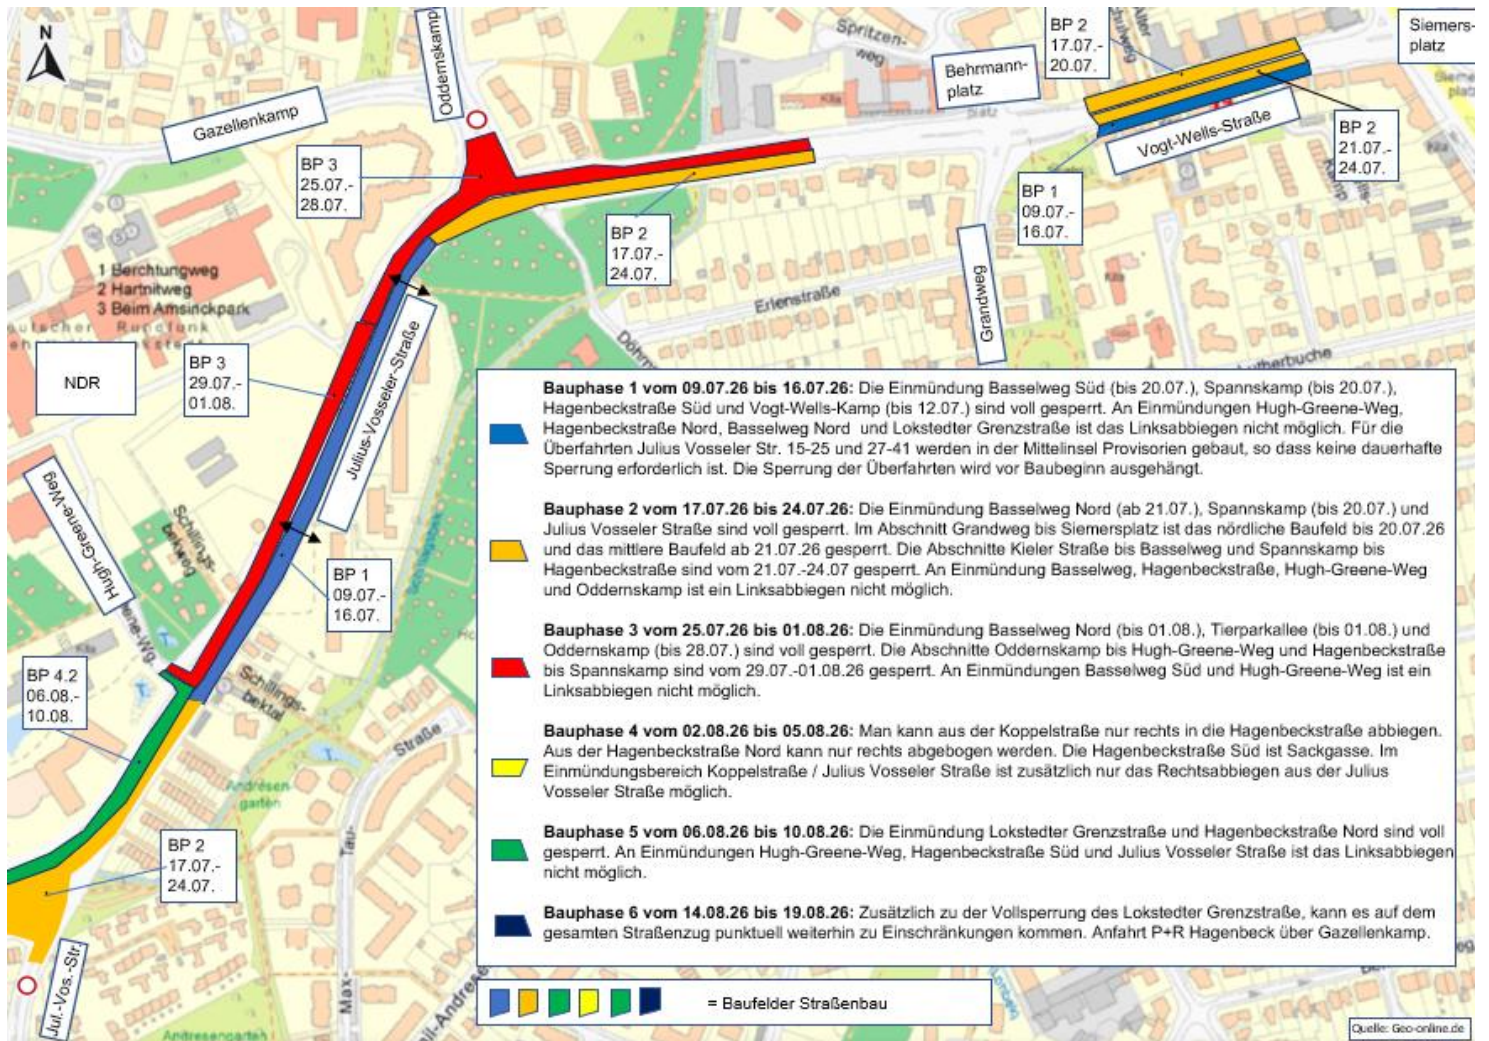 N
Gazellenkamp
Oddernskamp
Spritzen-
weg
Behrmann-
platz
BP 2
17.07.-
20.07.
Siemers-
platz
Kita
Vogt-Wells-Straße
BP 2
21.07.-
24.07.
BP 1
09.07.-
16.07.
BP 3
25.07.-
28.07.
BP 2
17.07.-
24.07.
Grandweg
Erlenstraße
Kita
1 Berchtungweg
2 Hartnitweg
3 Beim Amsinckpark
NDR
BP 3
29.07.-
01.08.
Julius-Vosseler-Straße
Hugh-Greene-Weg
Schillings-
bekweg
BP 1
09.07.-
16.07.
BP 4.2
06.08.-
10.08.
Schillings-
bektal
Straße
Andresen-
garten
BP 2
17.07.-
24.07.
Jul.-Vos.-Str.
Tau-
Max-
Bauphase 1 vom 09.07.26 bis 16.07.26: Die Einmündung Basselweg Süd (bis 20.07.), Spannskamp (bis 20.07.),
Hagenbeckstraße Süd und Vogt-Wells-Kamp (bis 12.07.) sind voll gesperrt. An Einmündungen Hugh-Greene-Weg,
Hagenbeckstraße Nord, Basselweg Nord und Lokstedter Grenzstraße ist das Linksabbiegen nicht möglich. Für die
Überfahrten Julius Vosseler Str. 15-25 und 27-41 werden in der Mittelinsel Provisorien gebaut, so dass keine dauerhafte
Sperrung erforderlich ist. Die Sperrung der Überfahrten wird vor Baubeginn ausgehängt.
Bauphase 2 vom 17.07.26 bis 24.07.26: Die Einmündung Basselweg Nord (ab 21.07.), Spannskamp (bis 20.07.) und
Julius Vosseler Straße sind voll gesperrt. Im Abschnitt Grandweg bis Siemersplatz ist das nördliche Baufeld bis 20.07.26
und das mittlere Baufeld ab 21.07.26 gesperrt. Die Abschnitte Kieler Straße bis Basselweg und Spannskamp bis
Hagenbeckstraße sind vom 21.07.-24.07 gesperrt. An Einmündung Basselweg, Hagenbeckstraße, Hugh-Greene-Weg
und Oddernskamp ist ein Linksabbiegen nicht möglich.
Bauphase 3 vom 25.07.26 bis 01.08.26: Die Einmündung Basselweg Nord (bis 01.08.), Tierparkallee (bis 01.08.) und
Oddernskamp (bis 28.07.) sind voll gesperrt. Die Abschnitte Oddernskamp bis Hugh-Greene-Weg und Hagenbeckstraße
bis Spannskamp sind vom 29.07.-01.08.26 gesperrt. An Einmündungen Basselweg Süd und Hugh-Greene-Weg ist ein
Linksabbiegen nicht möglich.
Bauphase 4 vom 02.08.26 bis 05.08.26: Man kann aus der Koppelstraße nur rechts in die Hagenbeckstraße abbiegen.
Aus der Hagenbeckstraße Nord kann nur rechts abgebogen werden. Die Hagenbeckstraße Süd ist Sackgasse. Im
Einmündungsbereich Koppelstraße / Julius Vosseler Straße ist zusätzlich nur das Rechtsabbiegen aus der Julius
Vosseler Straße möglich.
Bauphase 5 vom 06.08.26 bis 10.08.26: Die Einmündung Lokstedter Grenzstraße und Hagenbeckstraße Nord sind voll
gesperrt. An Einmündungen Hugh-Greene-Weg, Hagenbeckstraße Süd und Julius Vosseler Straße ist das Linksabbiegen
nicht möglich.
Bauphase 6 vom 14.08.26 bis 19.08.26: Zusätzlich zu der Vollsperrung des Lokstedter Grenzstraße, kann es auf dem
gesamten Straßenzug punktuell weiterhin zu Einschränkungen kommen. Anfahrt P+R Hagenbeck über Gazellenkamp.
= Baufelder Straßenbau
Quelle: Geo-online.de